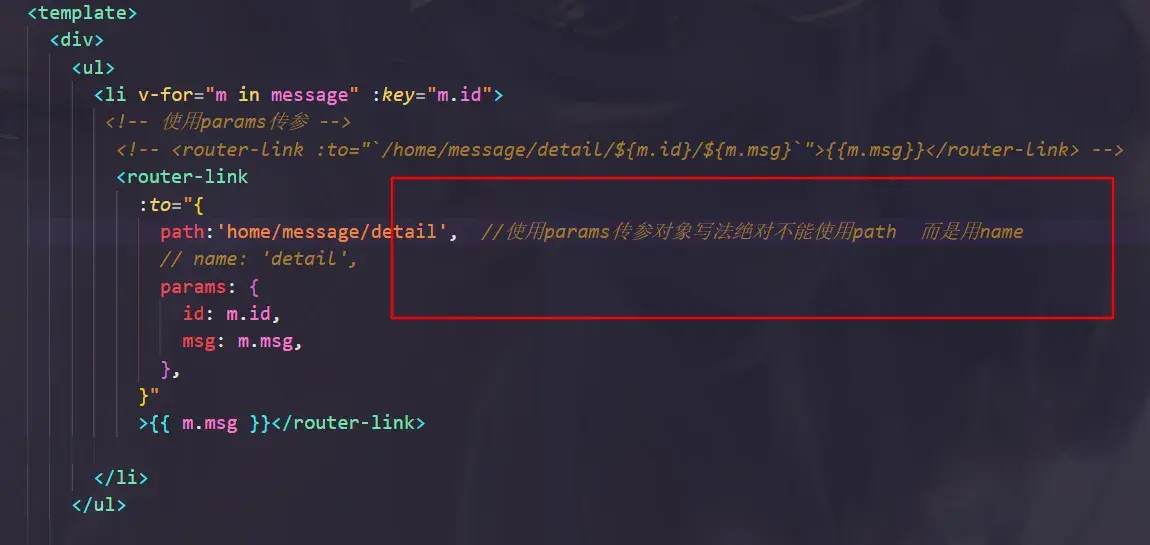 <template>
<div>
<ul>
<li v-for="m in message" :key="m.id">
<!-- 使用params传参 -->
<!-- <router-link :to="`/home/message/detail/${m.id}/${m.msg}`">{{m.msg}}</router-link> -->
<router-link
:to="{
path:'home/message/detail', //使用params传参对象写法绝对不能使用path 而是用name
// name: 'detail',
params: {
id: m.id,
msg: m.msg,
},
}"
>{{ m.msg }}</router-link>
</li>
</ul>